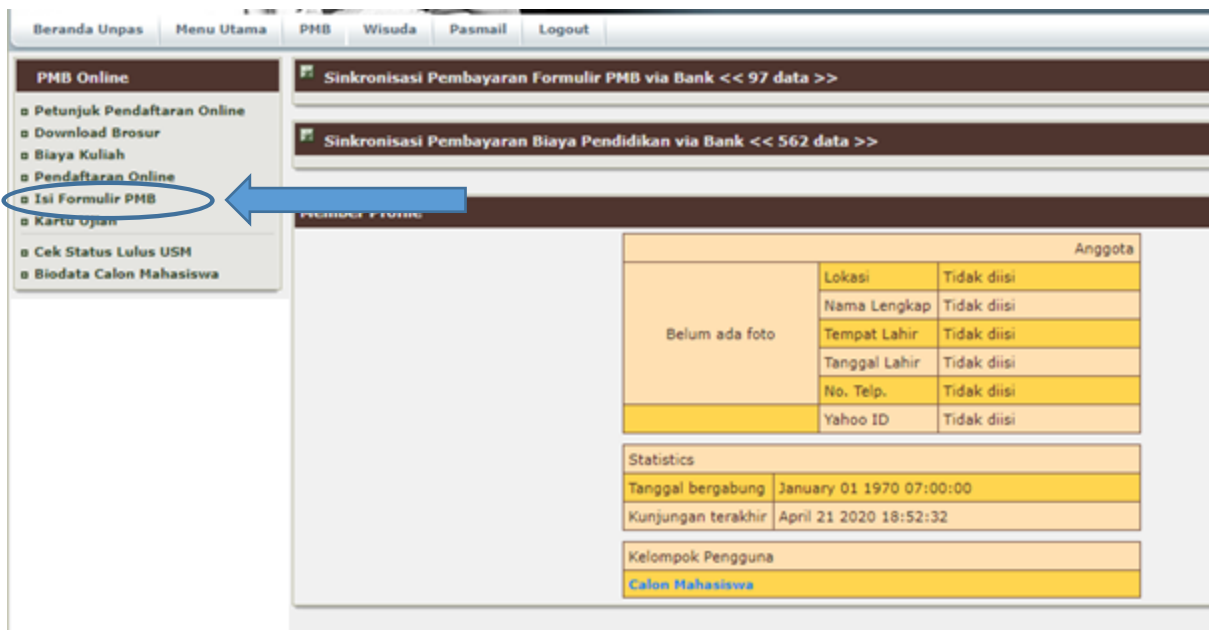 Beranda Unpas Menu Utama PMB Wisuda Pasmail Logout
PMB Online
Petunjuk Pendaftaran Online
Download Brosur
Biaya Kuliah
Pendaftaran Online
Isi Formulir PMB
Kartu Ujian
Cek Status Lulus USM
Biodata Calon Mahasiswa
Sinkronisasi Pembayaran Formulir PMB via Bank << 97 data >>
Sinkronisasi Pembayaran Biaya Pendidikan via Bank << 562 data >>
Member Profile
Anggota
Belum ada foto
Lokasi Tidak diisi
Nama Lengkap Tidak diisi
Tempat Lahir Tidak diisi
Tanggal Lahir Tidak diisi
No. Telp. Tidak diisi
Yahoo ID Tidak diisi
Statistics
Tanggal bergabung January 01 1970 07:00:00
Kunjungan terakhir April 21 2020 18:52:32
Kelompok Pengguna
Calon Mahasiswa